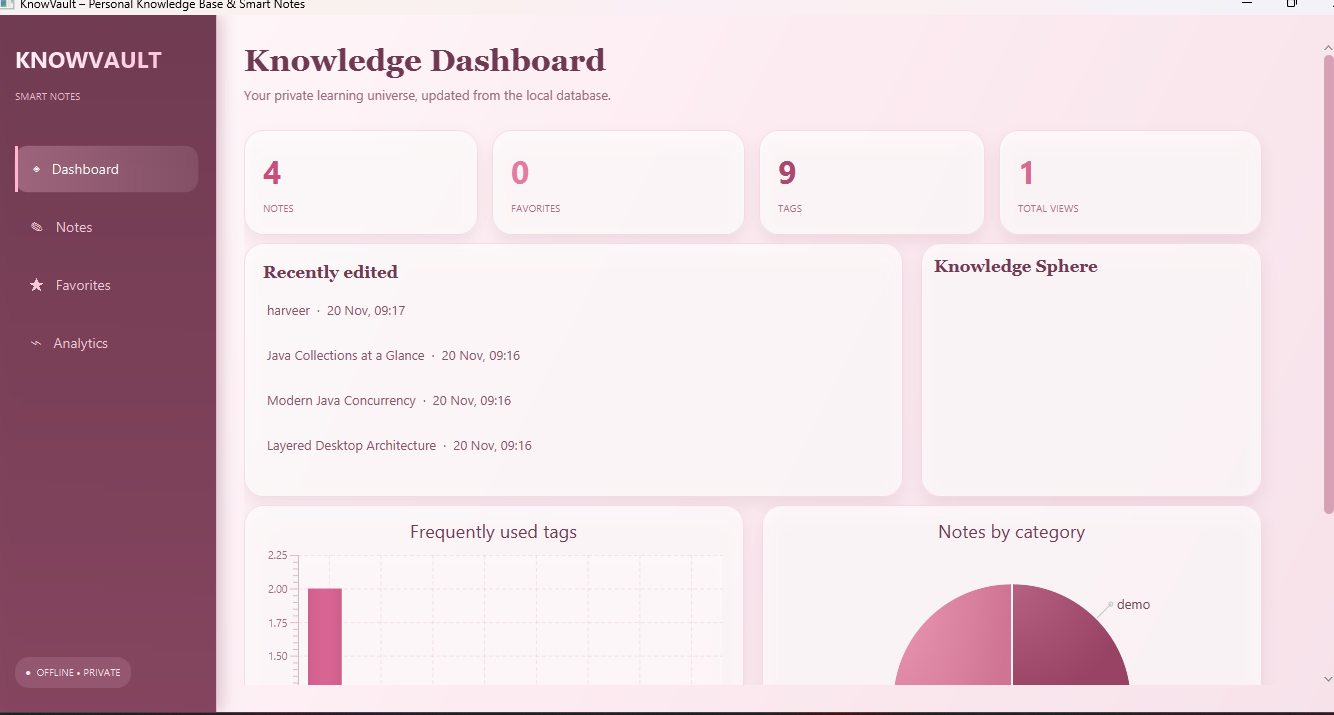 KnowVault – Personal Knowledge Base & Smart Notes
KNOWVAULT
SMART NOTES
Dashboard
Notes
Favorites
Analytics
• OFFLINE • PRIVATE
Knowledge Dashboard
Your private learning universe, updated from the local database.
4
NOTES
0
FAVORITES
9
TAGS
1
TOTAL VIEWS
Recently edited
harveer · 20 Nov, 09:17
Java Collections at a Glance · 20 Nov, 09:16
Modern Java Concurrency · 20 Nov, 09:16
Layered Desktop Architecture · 20 Nov, 09:16
Knowledge Sphere
Frequently used tags
2.25
2.00
1.75
1.50
Notes by category
demo